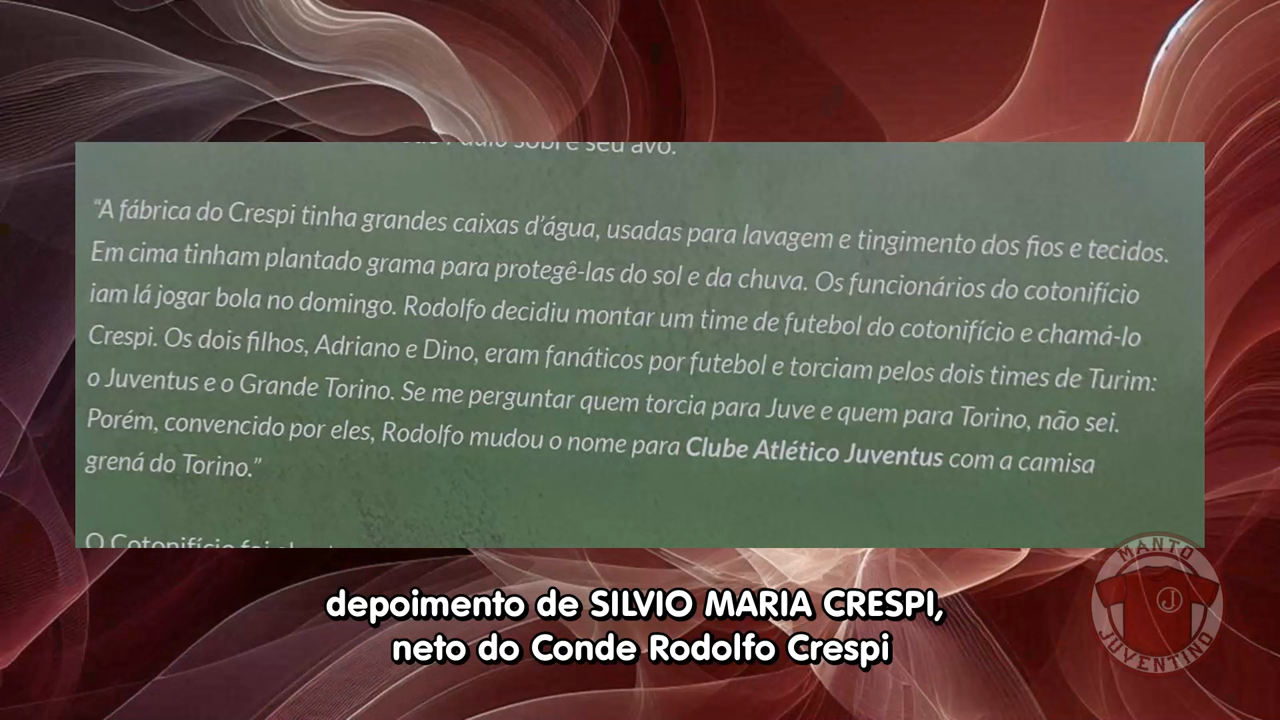 sobre seu avô.
“A fábrica do Crespi tinha grandes caixas d’água, usadas para lavagem e tingimento dos fios e tecidos.
Em cima tinham plantado grama para protegê-las do sol e da chuva. Os funcionários do cotonifício
iam lá jogar bola no domingo. Rodolfo decidiu montar um time de futebol do cotonifício e chamá-lo
Crespi. Os dois filhos, Adriano e Dino, eram fanáticos por futebol e torciam pelos dois times de Turim:
o Juventus e o Grande Torino. Se me perguntar quem torcia para Juve e quem para Torino, não sei.
Porém, convencido por eles, Rodolfo mudou o nome para Clube Atlético Juventus com a camisa
grená do Torino.”
O Cotonifício foi
depoimento de SILVIO MARIA CRESPI,
neto do Conde Rodolfo Crespi
MANTO
J
JUVENTINO